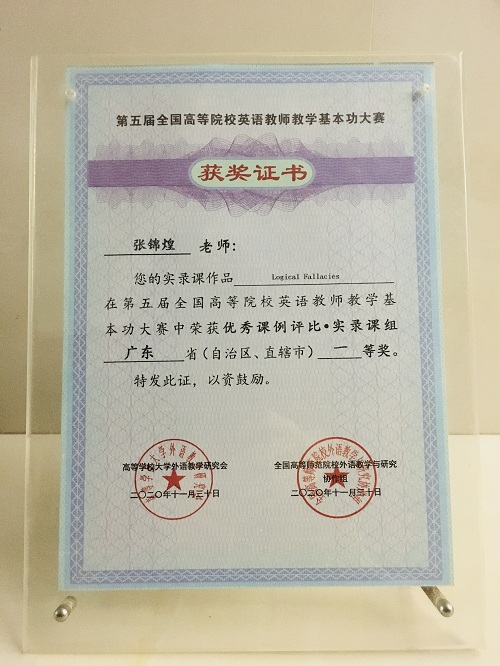 第五届全国高等院校英语教师教学基本功大赛
获奖证书
张锦煌 老师:
您的实录课作品 Logical Fallacies
在第五届全国高等院校英语教师教学基
本功大赛中荣获优秀课例评比·实录课组
广东 省(自治区、直辖市) 一 等奖。
特发此证,以资鼓励。
高等学校大学外语教学研究会
二〇二〇年十一月三十日
全国高等师范院校外语教学与研究
协作组
二〇二〇年十一月三十日